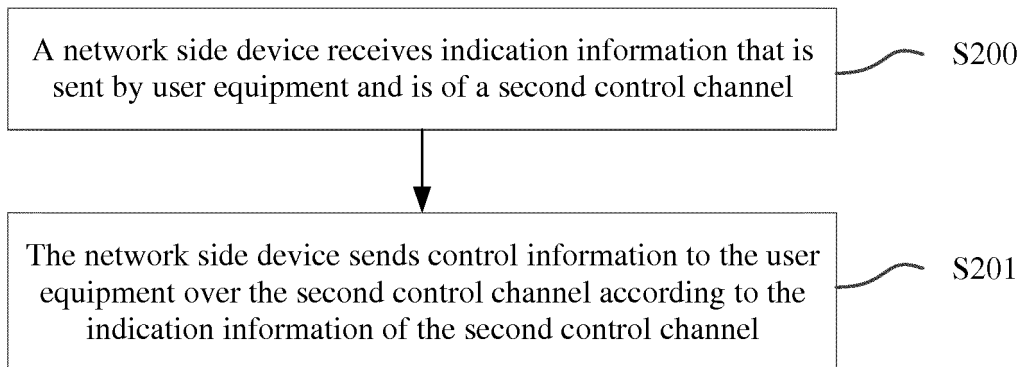 A network side device receives indication information that is
sent by user equipment and is of a second control channel
S200
The network side device sends control information to the user
equipment over the second control channel according to the
indication information of the second control channel
S201